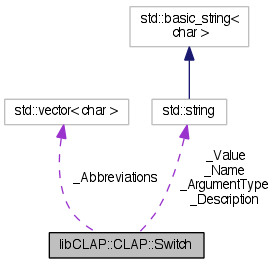 std::basic_string<
char >
std::vector< char >
std::string
_Abbreviations
_Value
_Name
_ArgumentType
_Description
libCLAP::CLAP::Switch